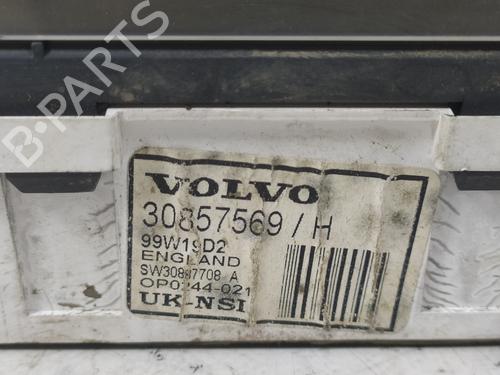 B-PARTS
VOLVO
30857569/H
99W19D2
ENGLAND
SW30887708 A
OP0244-021
UK-NSI